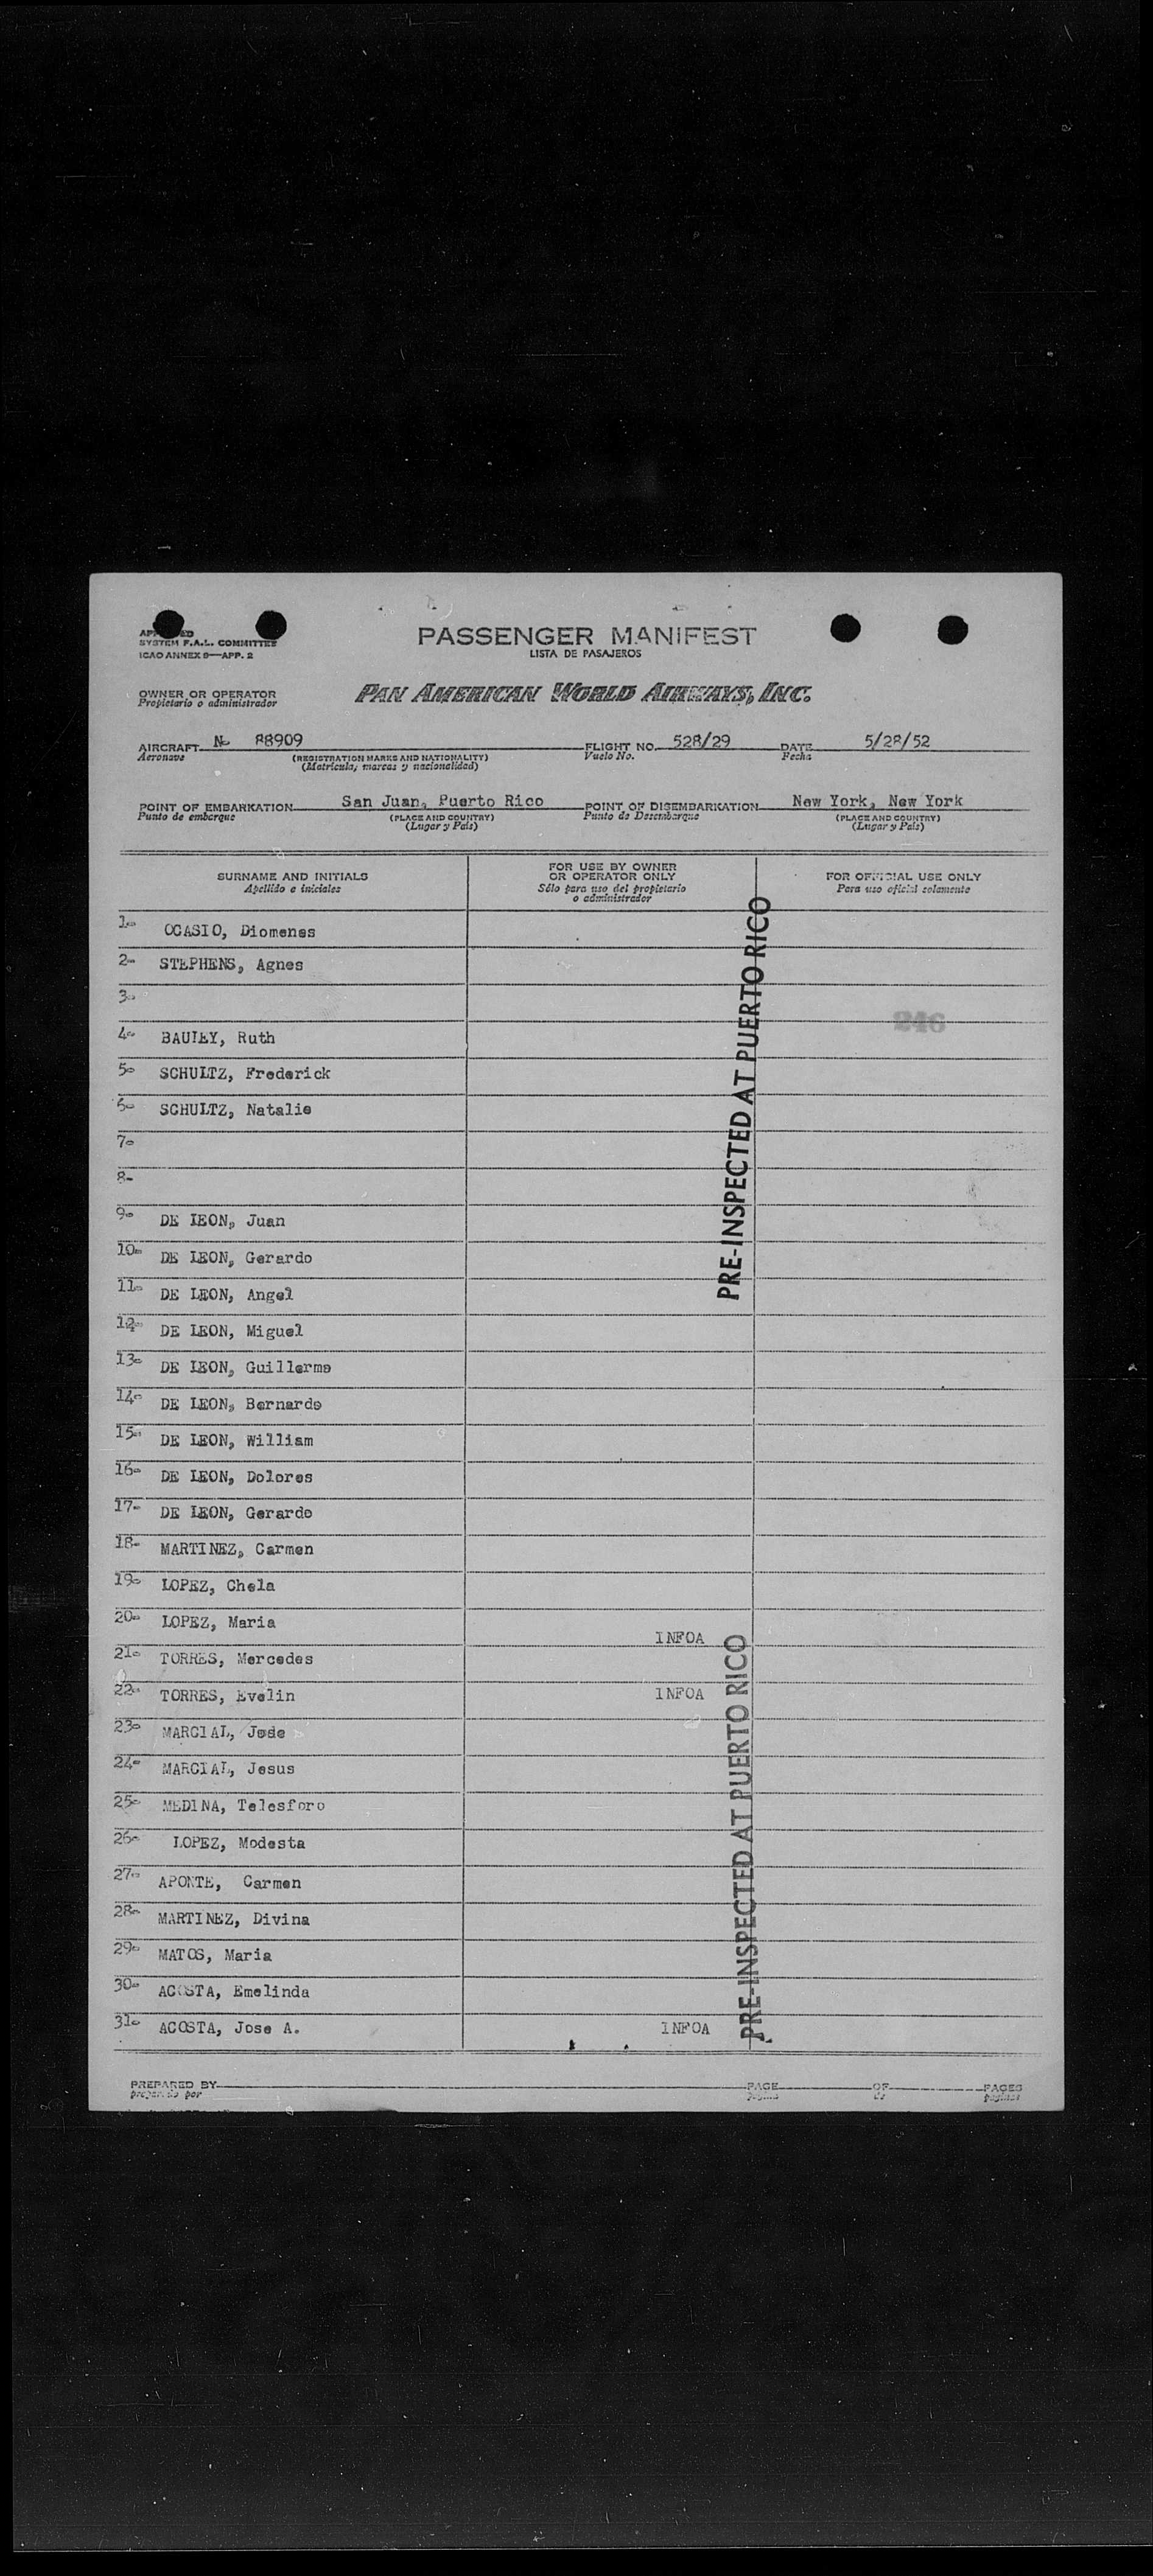 APPROVED
SYSTEM F.A.L. COMMITTEE
ICAO ANNEX 9—APP. 2
PASSENGER MANIFEST
LISTA DE PASAJEROS
OWNER OR OPERATOR
Propietario o administrador
PAN AMERICAN WORLD AIRWAYS, INC.
AIRCRAFT N- 88909 FLIGHT NO. 528/29 DATE 5/28/52
Aeronave (REGISTRATION MARKS AND NATIONALITY) Vuelo No. Fecha
(Matrícula, marcas y nacionalidad)
POINT OF EMBARKATION San Juan, Puerto Rico POINT OF DISEMBARKATION New York, New York
Punto de embarque (PLACE AND COUNTRY) Punto de Desembarque (PLACE AND COUNTRY)
(Lugar y País) (Lugar y País)
SURNAME AND INITIALS
Apellido e iniciales
FOR USE BY OWNER
OR OPERATOR ONLY
Sólo para uso del propietario
o administrador
FOR OFFICIAL USE ONLY
Para uso oficial solamente
1- OCASIO, Diomenes
2- STEPHENS, Agnes
3-
246
4- BAULEY, Ruth
5- SCHULTZ, Frederick
6- SCHULTZ, Natalie
7-
8-
9- DE LEON, Juan
10- DE LEON, Gerardo
11- DE LEON, Angel
12- DE LEON, Miguel
13- DE LEON, Guillermo
14- DE LEON, Bernardo
15- DE LEON, William
16- DE LEON, Dolores
17- DE LEON, Gerardo
18- MARTINEZ, Carmen
19- LOPEZ, Chela
20- LOPEZ, Maria INFOA
21- TORRES, Mercedes
22- TORRES, Evelin INFOA
23- MARCIAL, Jose
24- MARCIAL, Jesus
25- MEDINA, Telesforo
26- LOPEZ, Modesta
27- APONTE, Carmen
28- MARTINEZ, Divina
29- MATOS, Maria
30- ACOSTA, Emelinda
31- ACOSTA, Jose A. INFOA
PRE-INSPECTED AT PUERTO RICO
PRE-INSPECTED AT PUERTO RICO
PREPARED BY PAGE OF PAGES
preparado por página de páginas